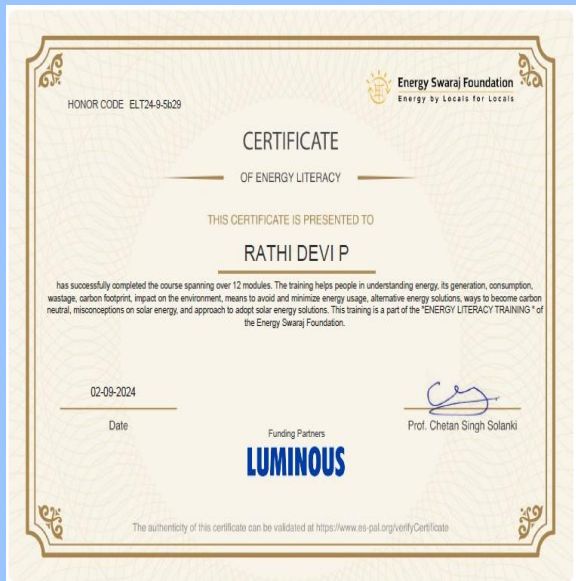 HONOR CODE ELT24-9-5b29
Energy Swaraj Foundation
Energy by Locals for Locals
CERTIFICATE
OF ENERGY LITERACY
THIS CERTIFICATE IS PRESENTED TO
RATHI DEVI P
has successfully completed the course spanning over 12 modules. The training helps people in understanding energy, its generation, consumption,
wastage, carbon footprint, impact on the environment, means to avoid and minimize energy usage, alternative energy solutions, ways to become carbon
neutral, misconceptions on solar energy, and approach to adopt solar energy solutions. This training is a part of the "ENERGY LITERACY TRAINING " of
the Energy Swaraj Foundation.
02-09-2024
Date
Prof. Chetan Singh Solanki
Funding Partners
LUMINOUS
The authenticity of this certificate can be validated at https://www.es-pal.org/verifyCertificate